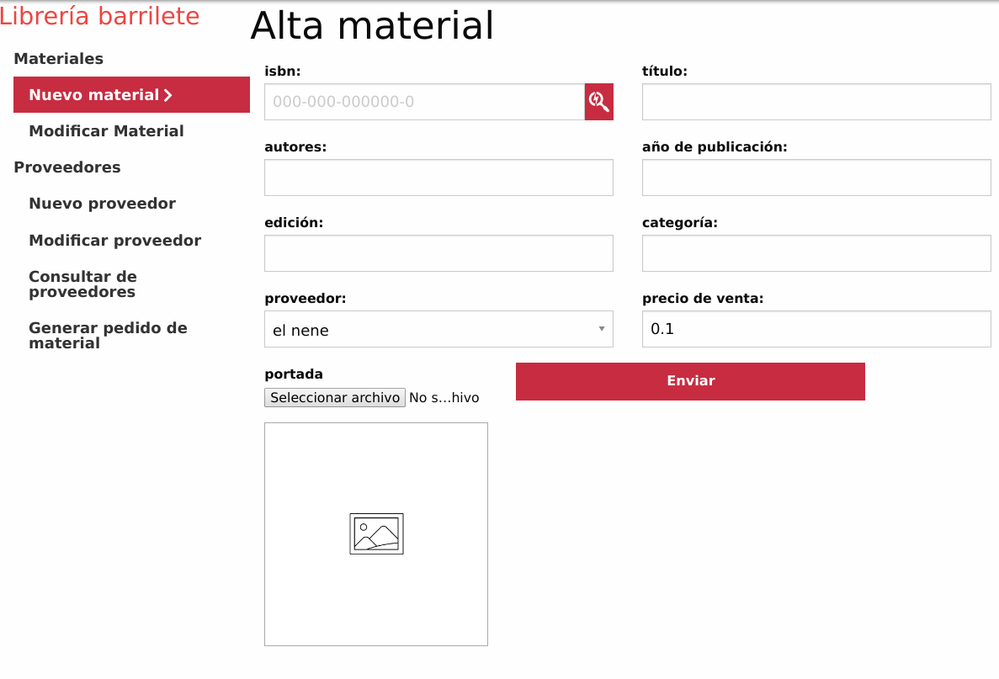 Librería barrilete
Materiales
Nuevo material
Modificar Material
Proveedores
Nuevo proveedor
Modificar proveedor
Consultar de
proveedores
Generar pedido de
material
Alta material
isbn:
000-000-000000-0
título:
autores:
año de publicación:
edición:
categoría:
proveedor:
el nene
precio de venta:
0.1
portada
Seleccionar archivo No s...hivo
Enviar